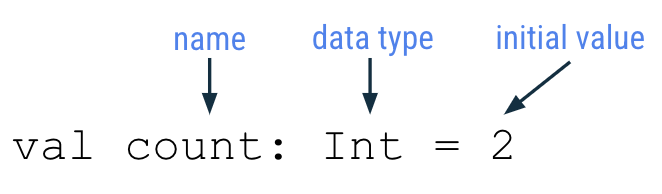 name data type initial value
val count: Int = 2